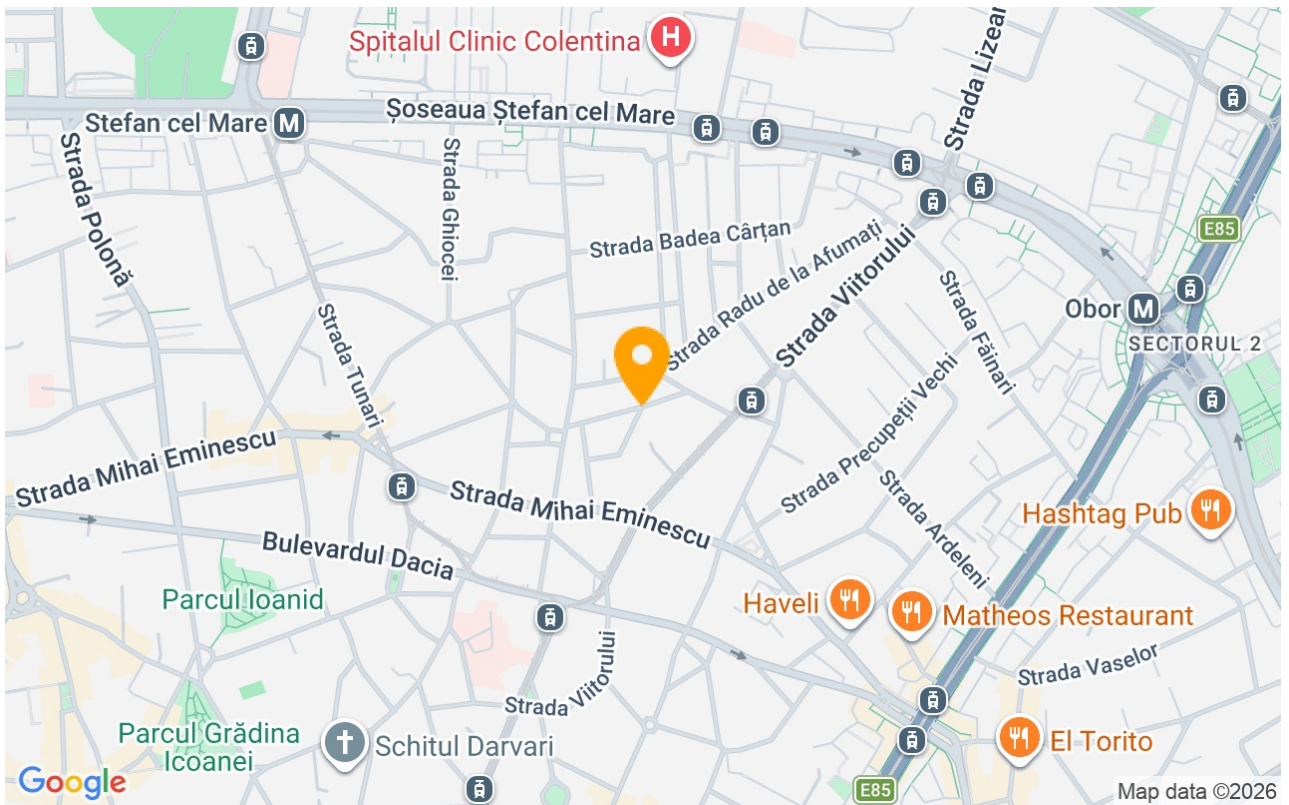 Spitalul Clinic Colentina
H
Strada Lizear
Șoseaua Ștefan cel Mare
Stefan cel Mare
M
Strada Polonă
Strada Ghiocei
Strada Badea Cârțan
Strada Radu de la Afumați
Strada Viitorului
E85
Strada Făinari
Obor
M
SECTORUL 2
Strada Tunari
Strada Precupeții Vechi
Strada Mihai Eminescu
Strada Mihai Eminescu
Strada Ardeleni
Hashtag Pub
Bulevardul Dacia
Parcul Ioanid
Haveli
Matheos Restaurant
Strada Vaselor
Strada Viitorului
Parcul Grădina
Icoanei
Schitul Darvari
El Torito
Google
E85
Map data ©2026